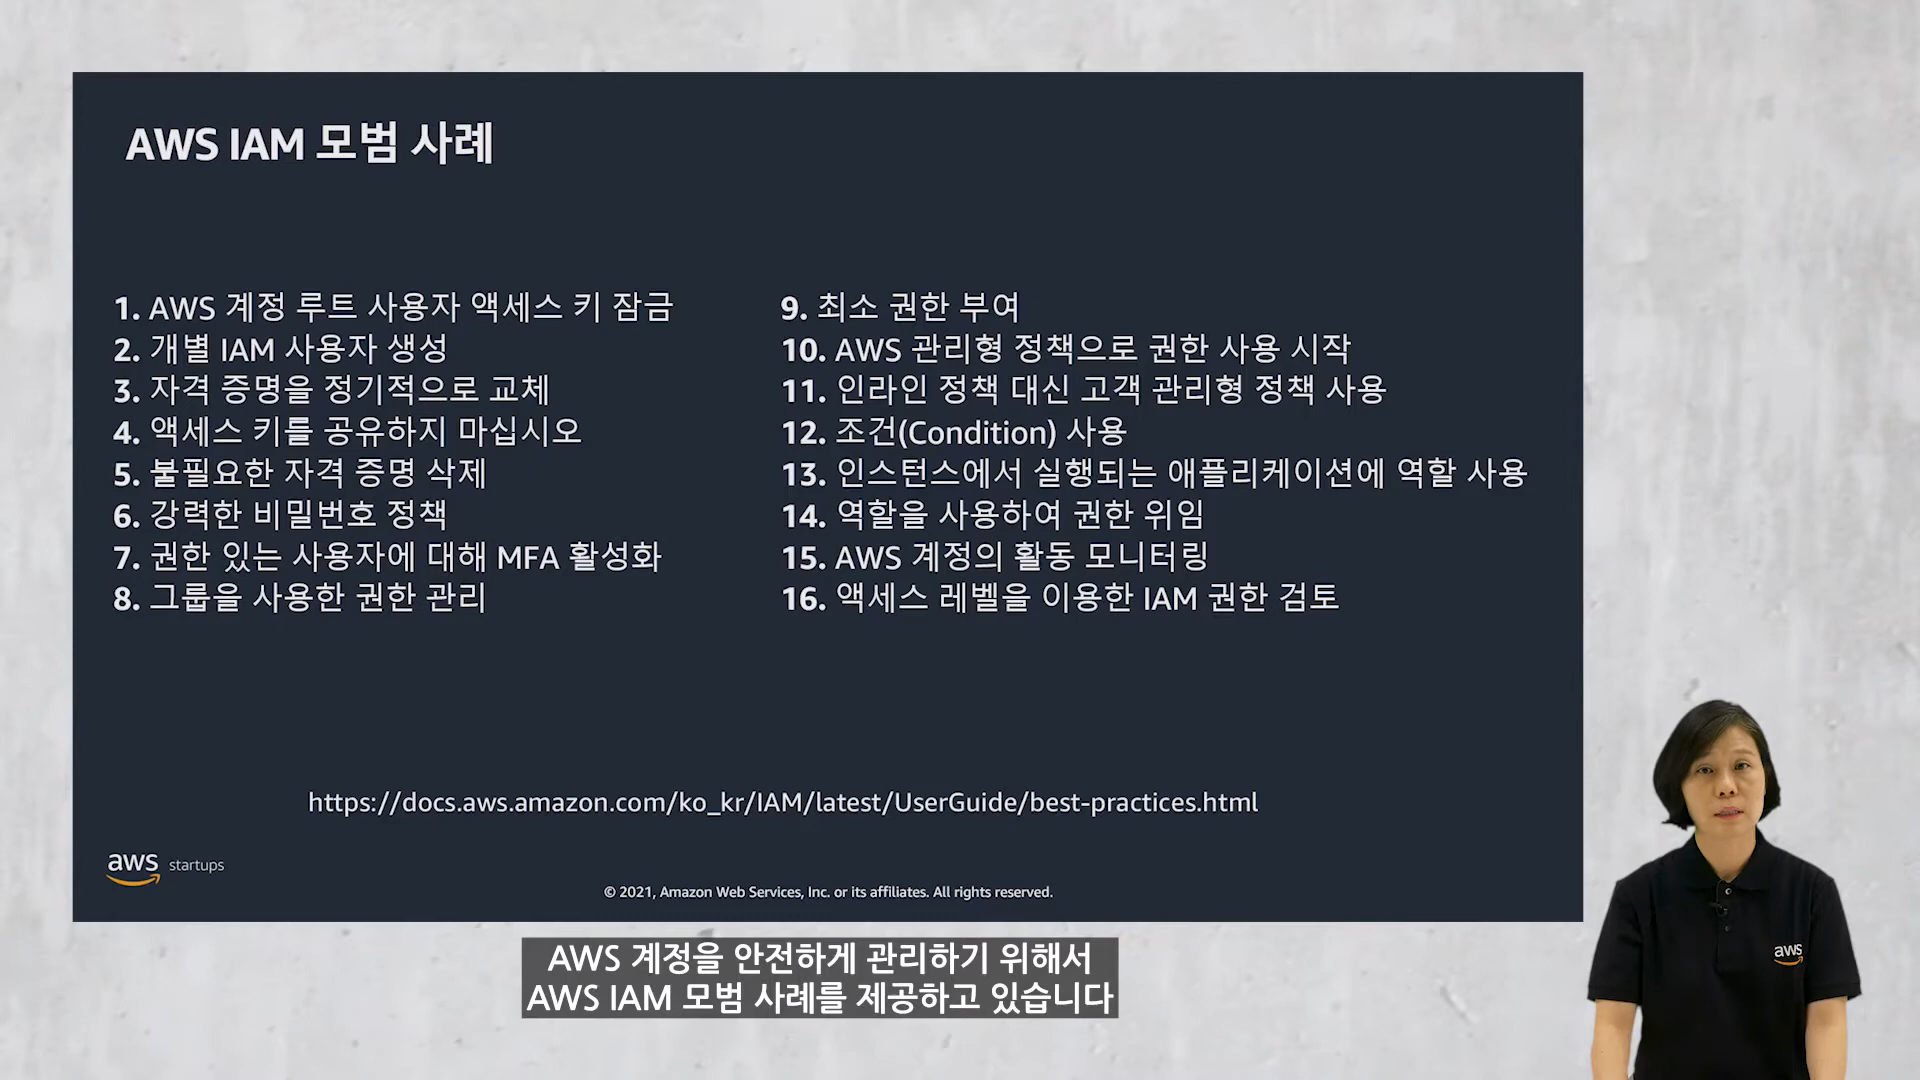 AWS IAM 모범 사례
1. AWS 계정 루트 사용자 액세스 키 잠금
2. 개별 IAM 사용자 생성
3. 자격 증명을 정기적으로 교체
4. 액세스 키를 공유하지 마십시오
5. 불필요한 자격 증명 삭제
6. 강력한 비밀번호 정책
7. 권한 있는 사용자에 대해 MFA 활성화
8. 그룹을 사용한 권한 관리
9. 최소 권한 부여
10. AWS 관리형 정책으로 권한 사용 시작
11. 인라인 정책 대신 고객 관리형 정책 사용
12. 조건(Condition) 사용
13. 인스턴스에서 실행되는 애플리케이션에 역할 사용
14. 역할을 사용하여 권한 위임
15. AWS 계정의 활동 모니터링
16. 액세스 레벨을 이용한 IAM 권한 검토
https://docs.aws.amazon.com/ko_kr/IAM/latest/UserGuide/best-practices.html
aws startups
© 2021, Amazon Web Services, Inc. or its affiliates. All rights reserved.
aws
AWS 계정을 안전하게 관리하기 위해서
AWS IAM 모범 사례를 제공하고 있습니다